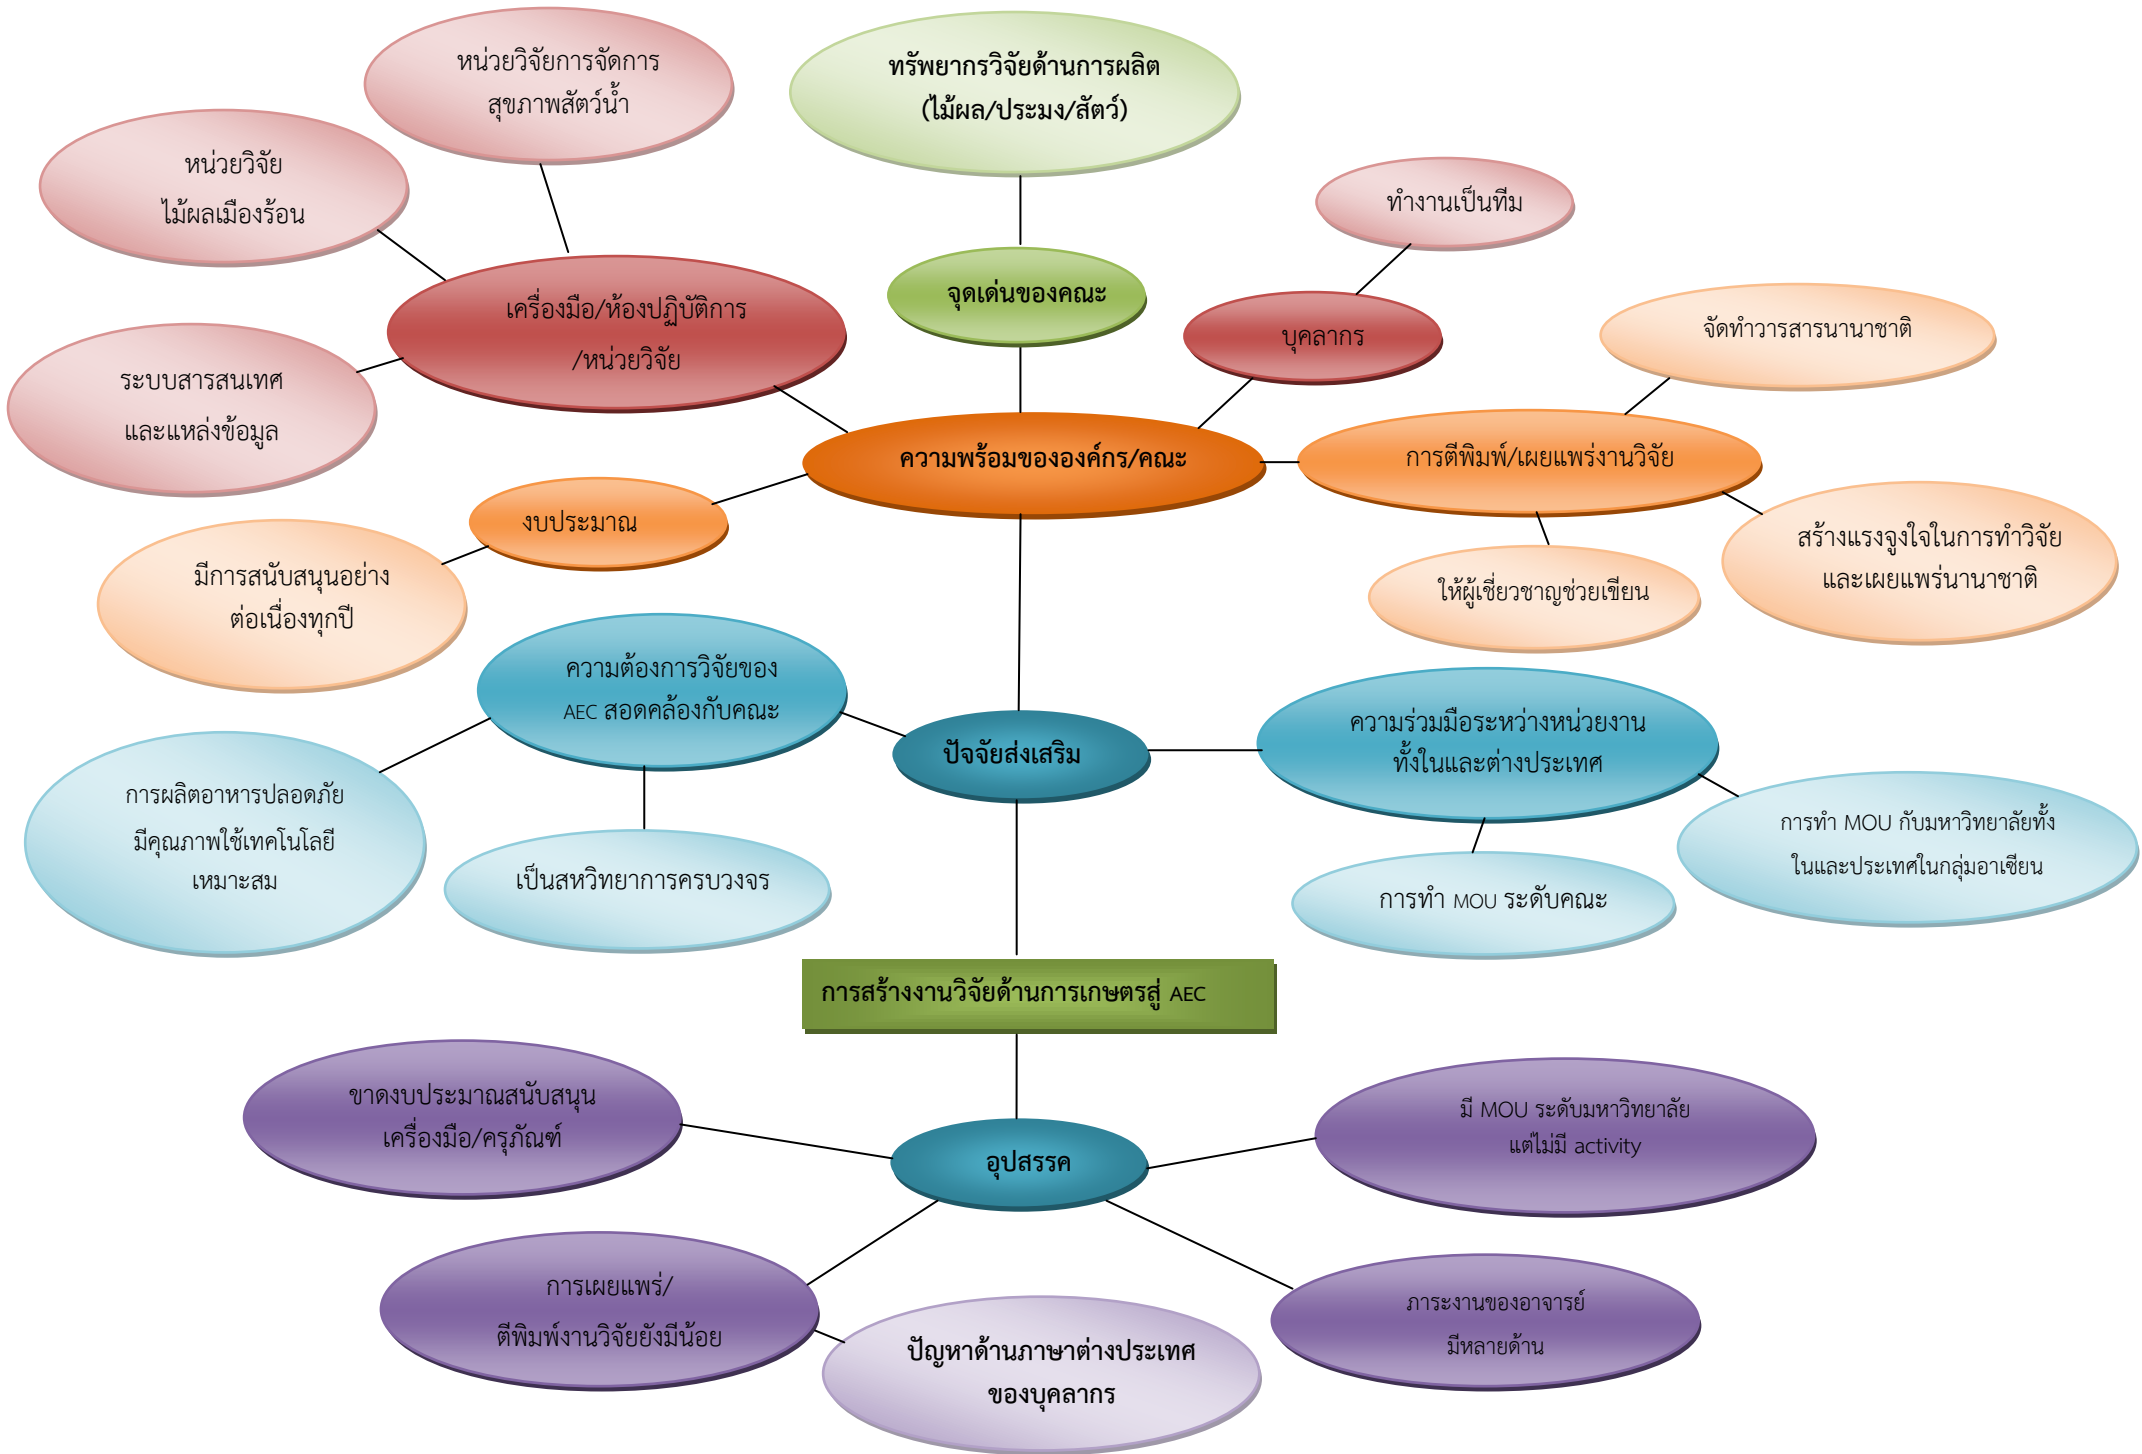 หน่วยวิจัยการจัดการ
สุขภาพสัตว์น้ำ
ทรัพยากรวิจัยด้านการผลิต
(ไม้ผล/ประมง/สัตว์)
หน่วยวิจัย
ไม้ผลเมืองร้อน
ทำงานเป็นทีม
เครื่องมือ/ห้องปฏิบัติการ
/หน่วยวิจัย
จุดเด่นของคณะ
บุคลากร
จัดทำวารสารนานาชาติ
ระบบสารสนเทศ
และแหล่งข้อมูล
ความพร้อมขององค์กร/คณะ
การตีพิมพ์/เผยแพร่งานวิจัย
งบประมาณ
สร้างแรงจูงใจในการทำวิจัย
และเผยแพร่นานาชาติ
มีการสนับสนุนอย่าง
ต่อเนื่องทุกปี
ให้ผู้เชี่ยวชาญช่วยเขียน
ความต้องการวิจัยของ
AEC สอดคล้องกับคณะ
ปัจจัยส่งเสริม
ความร่วมมือระหว่างหน่วยงาน
ทั้งในและต่างประเทศ
การผลิตอาหารปลอดภัย
มีคุณภาพใช้เทคโนโลยี
เหมาะสม
เป็นสหวิทยาการครบวงจร
การทำ MOU ระดับคณะ
การทำ MOU กับมหาวิทยาลัยทั้ง
ในและประเทศในกลุ่มอาเซียน
การสร้างงานวิจัยด้านการเกษตรสู่ AEC
ขาดงบประมาณสนับสนุน
เครื่องมือ/ครุภัณฑ์
อุปสรรค
มี MOU ระดับมหาวิทยาลัย
แต่ไม่มี activity
การเผยแพร่/
ตีพิมพ์งานวิจัยยังมีน้อย
ปัญหาด้านภาษาต่างประเทศ
ของบุคลากร
ภาระงานของอาจารย์
มีหลายด้าน